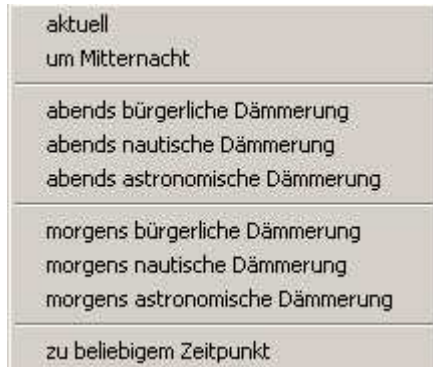 aktuell
um Mitternacht
abends bürgerliche Dämmerung
abends nautische Dämmerung
abends astronomische Dämmerung
morgens bürgerliche Dämmerung
morgens nautische Dämmerung
morgens astronomische Dämmerung
zu beliebigem Zeitpunkt